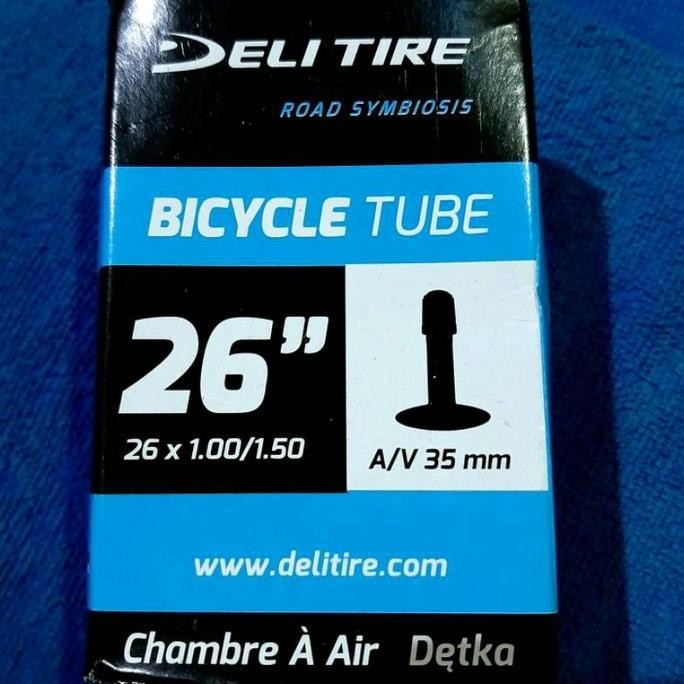 DELI TIRE
ROAD SYMBIOSIS
BICYCLE TUBE
26”
26 x 1.00/1.50
A/V 35 mm
www.delitire.com
Chambre À Air Dętka